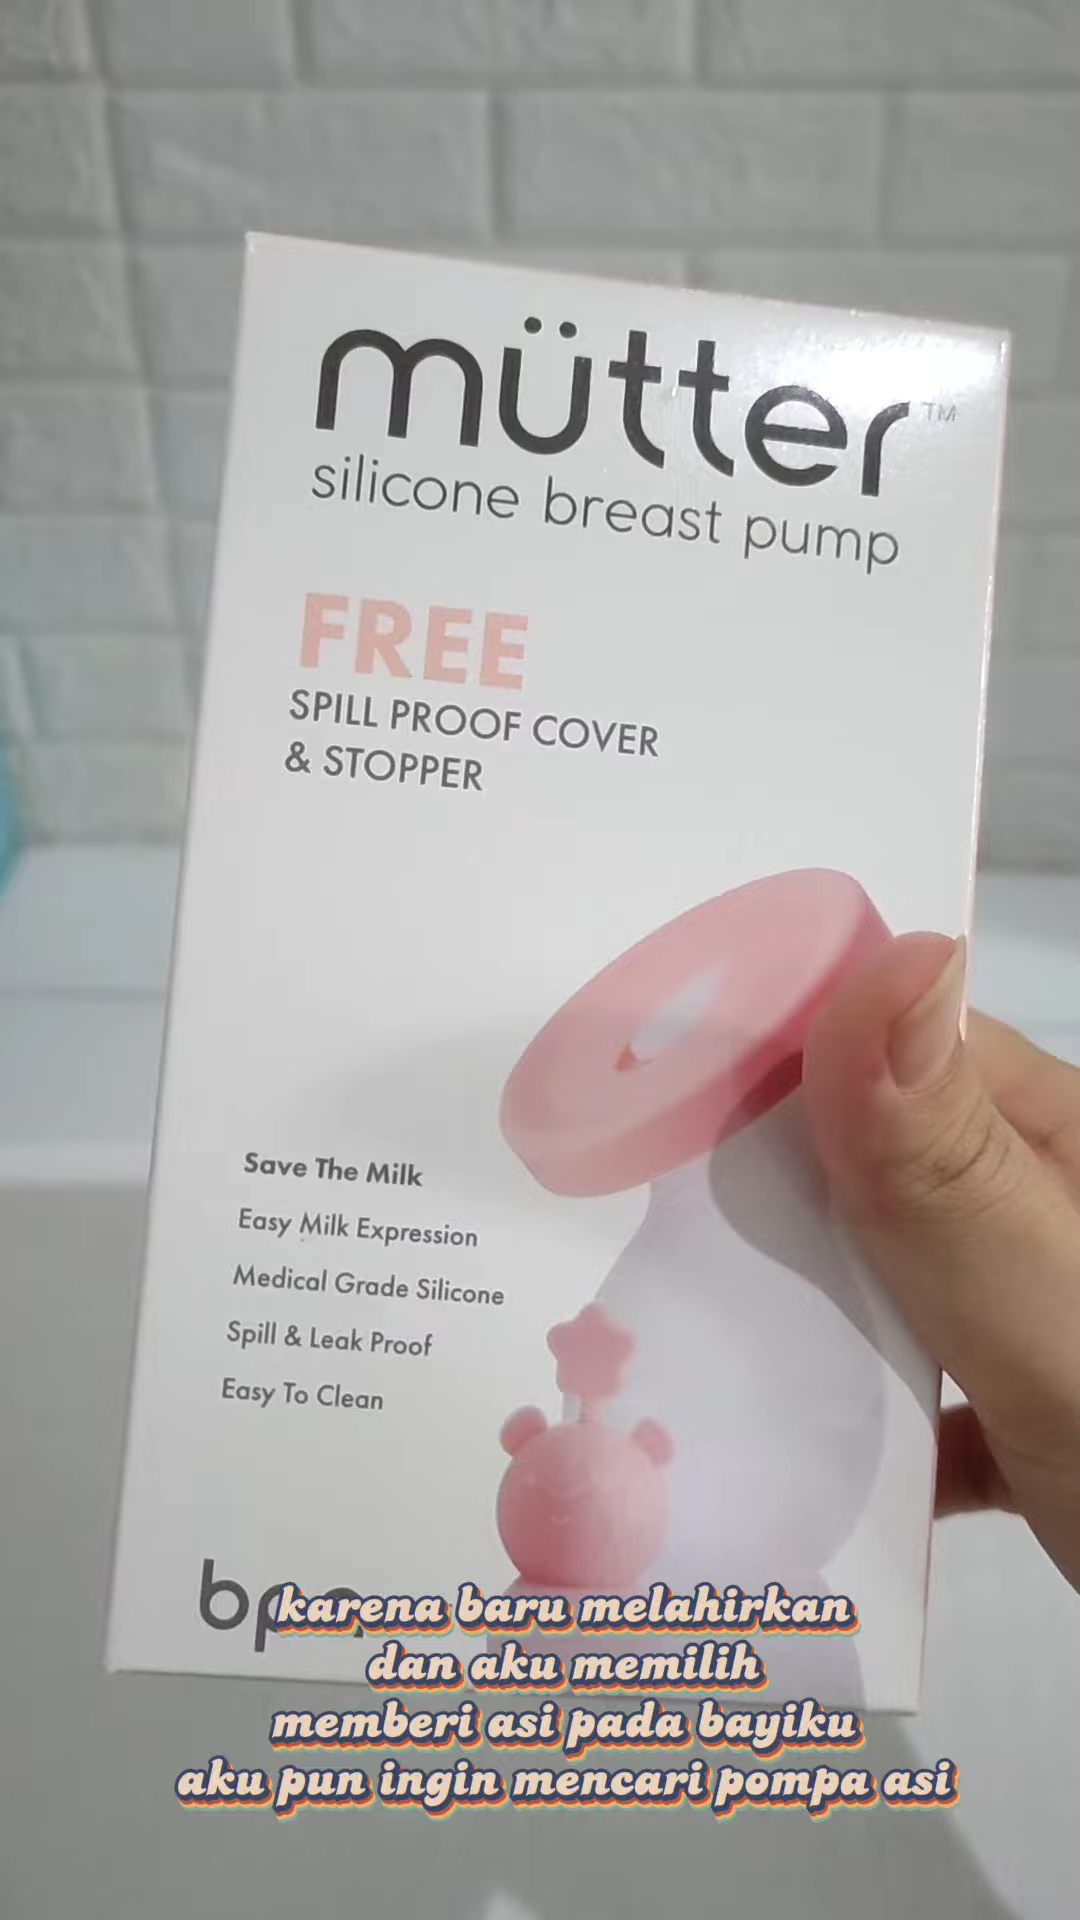 mütter™
silicone breast pump
FREE
SPILL PROOF COVER
& STOPPER
Save The Milk
Easy Milk Expression
Medical Grade Silicone
Spill & Leak Proof
Easy To Clean
karena baru melahirkan
dan aku memilih
memberi asi pada bayiku
aku pun ingin mencari pompa asi